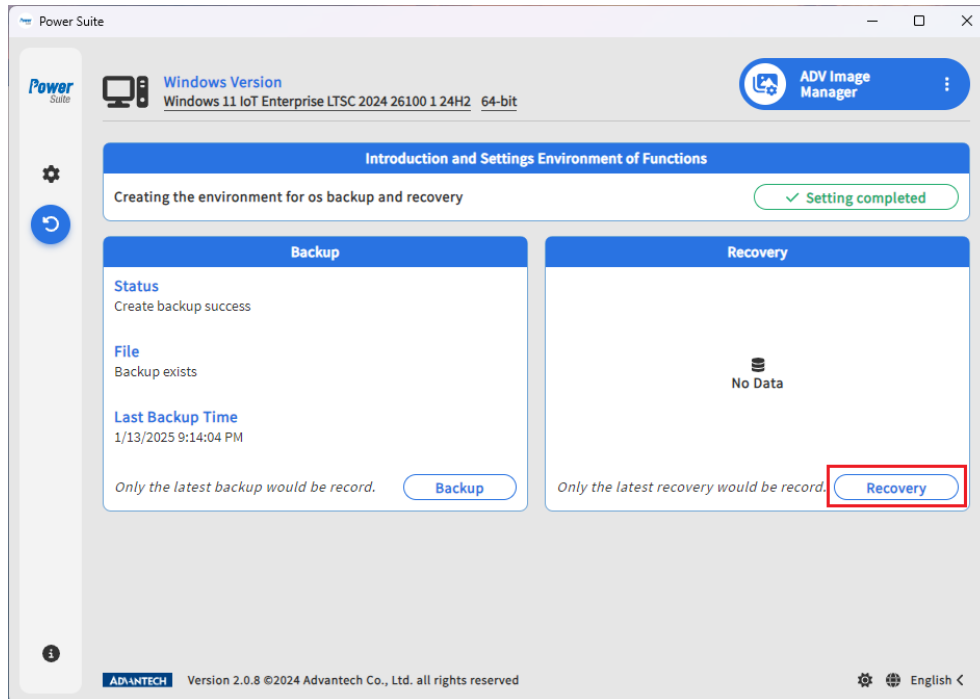 Power Suite
Power
Suite
Windows Version
Windows 11 IoT Enterprise LTSC 2024 26100 1 24H2 64-bit
ADV Image
Manager
Introduction and Settings Environment of Functions
Creating the environment for os backup and recovery
Setting completed
Backup
Status
Create backup success
File
Backup exists
Last Backup Time
1/13/2025 9:14:04 PM
Only the latest backup would be record.
Backup
Recovery
No Data
Only the latest recovery would be record.
Recovery
ADVANTECH
Version 2.0.8 ©2024 Advantech Co., Ltd. all rights reserved
English